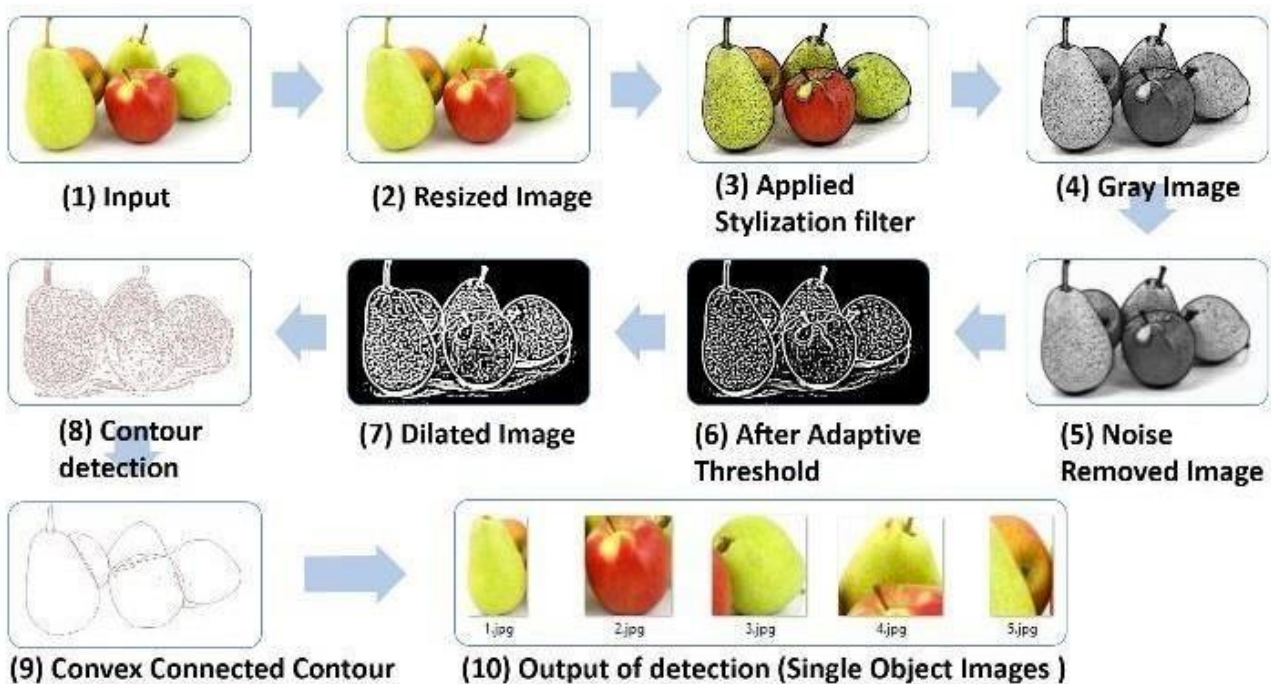 (1) Input
(2) Resized Image
(3) Applied
Stylization filter
(4) Gray Image
(8) Contour
detection
(7) Dilated Image
(6) After Adaptive
Threshold
(5) Noise
Removed Image
1.jpg
2.jpg
3.jpg
4.jpg
5.jpg
(9) Convex Connected Contour
(10) Output of detection (Single Object Images )